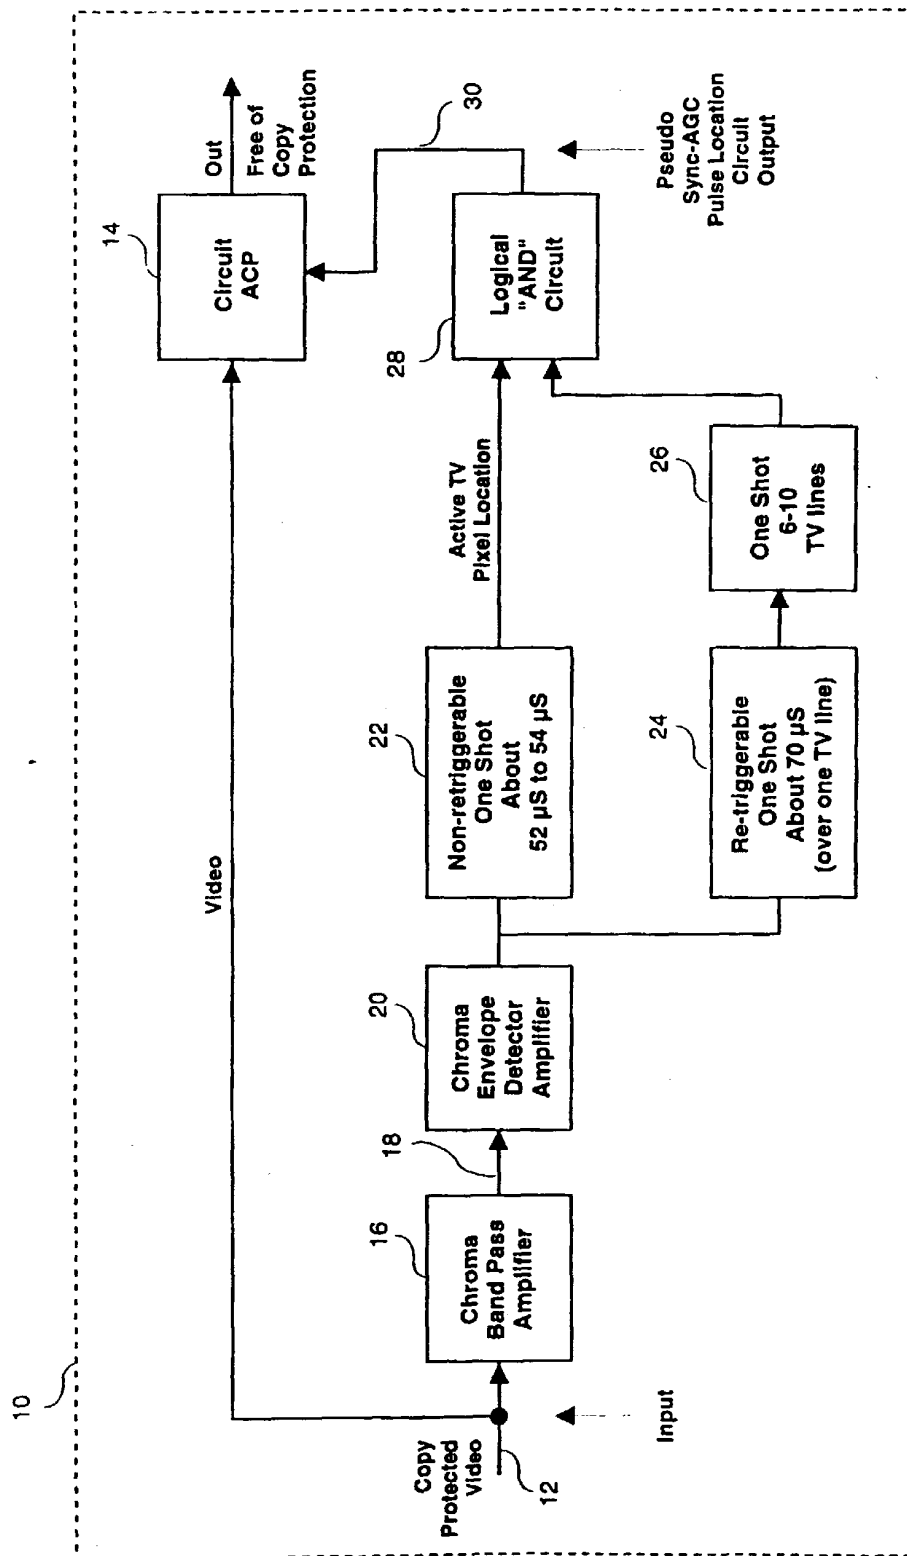 10
Copy
Protected
Video
12
Input
Video
16
Chroma
Band Pass
Amplifier
18
20
Chroma
Envelope
Detector
Amplifier
22
Non-retriggerable
One Shot
About
52 µS to 54 µS
24
Re-triggerable
One Shot
About 70 µS
(over one TV line)
Active TV
Pixel Location
26
One Shot
6-10
TV lines
28
Logical
"AND"
Circuit
14
Circuit
ACP
30
Out
Free of
Copy
Protection
Pseudo
Sync-AGC
Pulse Location
Circuit
Output